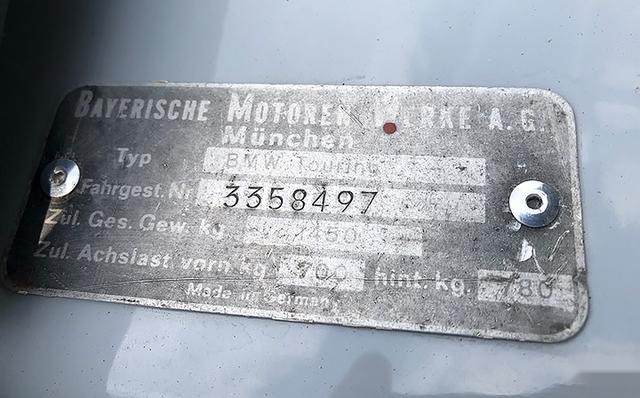 BAYERISCHE MOTOREN WERKE A.G.
München
Typ BMW Touring
Fahrgest. Nr. 3358497
Zul. Ges. Gew. kg 1450
Zul. Achslast vorn kg 700 hint. kg. 780
Made in Germany